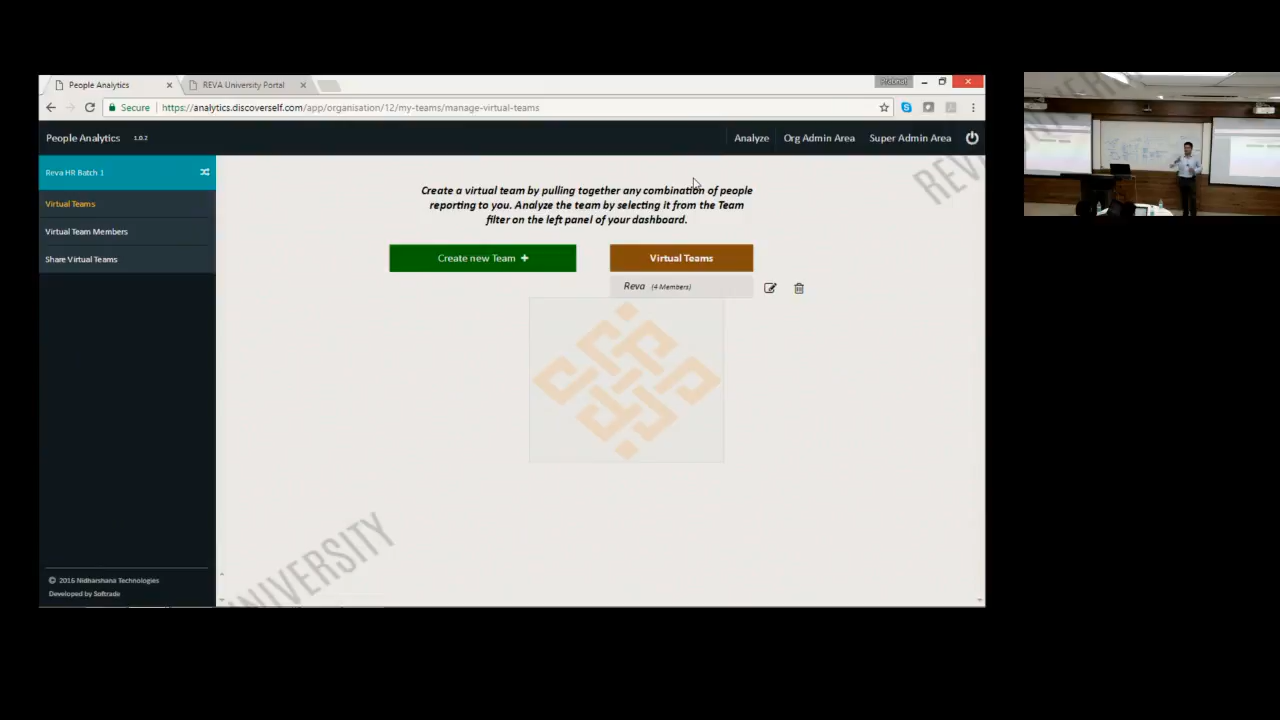 People Analytics
REVA University Portal
Secure https://analytics.discoverself.com/app/organisation/12/my-teams/manage-virtual-teams
People Analytics 1.0.2
Analyze Org Admin Area Super Admin Area
Reva HR Batch 1
Virtual Teams
Virtual Team Members
Share Virtual Teams
Create a virtual team by pulling together any combination of people
reporting to you. Analyze the team by selecting it from the Team
filter on the left panel of your dashboard.
Create new Team +
Virtual Teams
Reva (4 Members)
© 2016 Nidharshana Technologies
Developed by Softrade
REV
IVERSITY